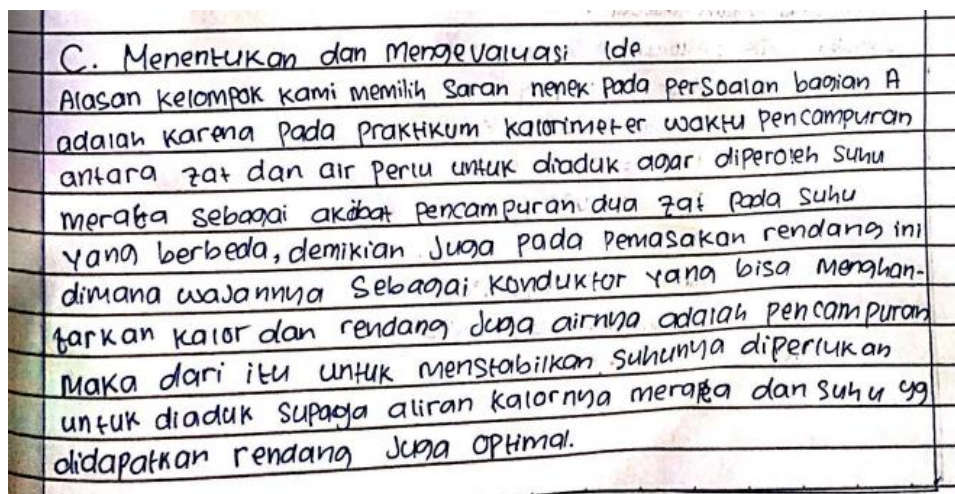 C. Menentukan dan Mengevaluasi Ide
Alasan kelompok kami memilih Saran nenek pada persoalan bagian A
adalah karena pada praktikum kalorimeter waktu pencampuran
antara zat dan air perlu untuk diaduk agar diperoleh suhu
merata sebagai akibat pencampuran dua zat pada suhu
yang berbeda, demikian juga pada pemasakan rendang ini
dimana wajannya sebagai konduktor yang bisa menghan-
tarkan kalor dan rendang juga airnya adalah pencampuran
maka dari itu untuk menstabilkan suhunya diperlukan
untuk diaduk supaya aliran kalornya merata dan suhu yg
didapatkan rendang juga optimal.